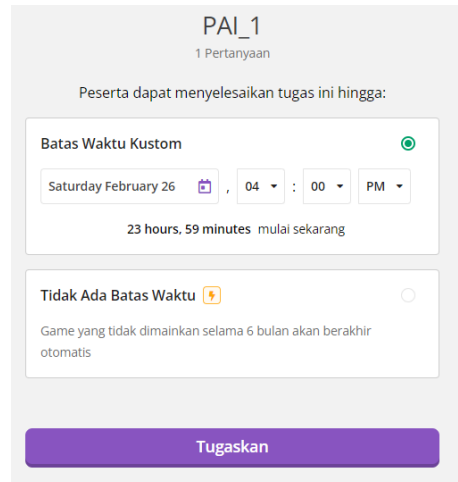 PAI_1
1 Pertanyaan
Peserta dapat menyelesaikan tugas ini hingga:
Batas Waktu Kustom
Saturday February 26 , 04 : 00 PM
23 hours, 59 minutes mulai sekarang
Tidak Ada Batas Waktu
Game yang tidak dimainkan selama 6 bulan akan berakhir
otomatis
Tugaskan